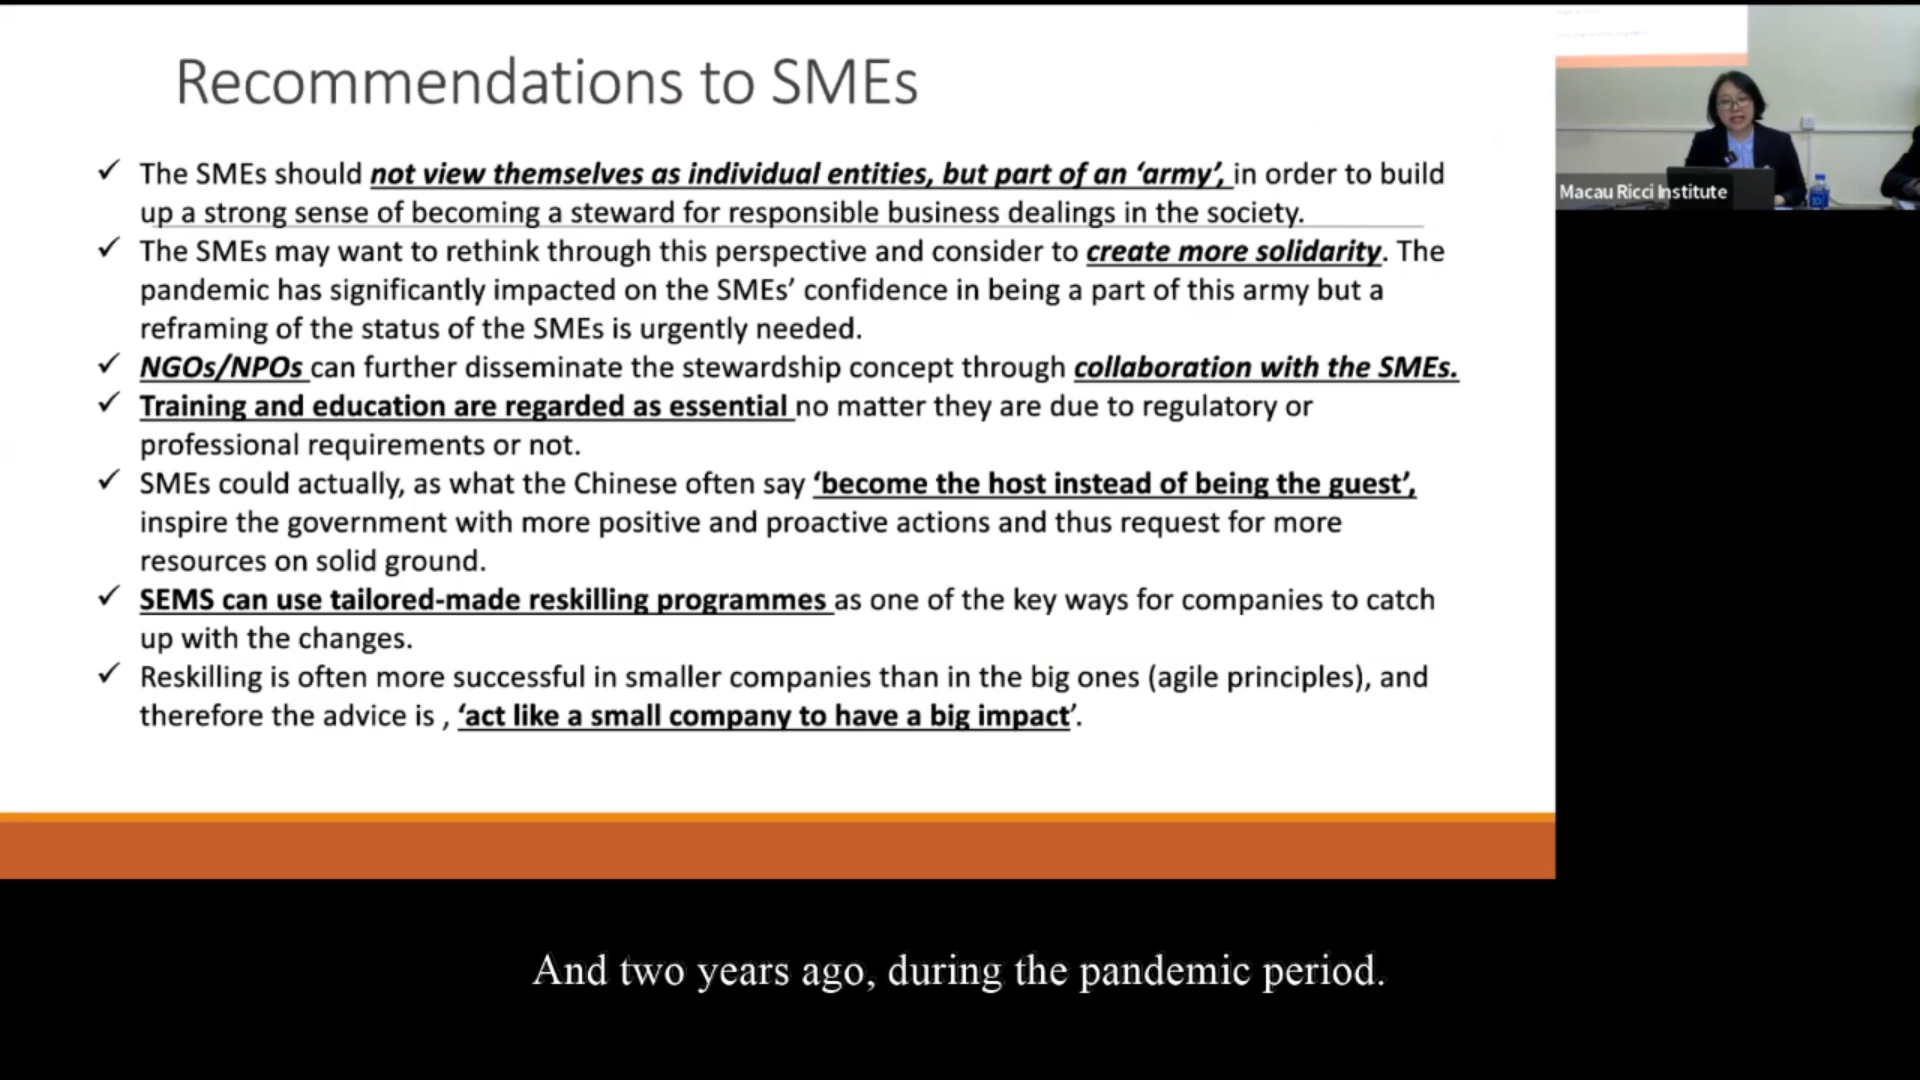 Recommendations to SMEs
✓ The SMEs should not view themselves as individual entities, but part of an ‘army’, in order to build
up a strong sense of becoming a steward for responsible business dealings in the society.
✓ The SMEs may want to rethink through this perspective and consider to create more solidarity. The
pandemic has significantly impacted on the SMEs’ confidence in being a part of this army but a
reframing of the status of the SMEs is urgently needed.
✓ NGOs/NPOs can further disseminate the stewardship concept through collaboration with the SMEs.
✓ Training and education are regarded as essential no matter they are due to regulatory or
professional requirements or not.
✓ SMEs could actually, as what the Chinese often say ‘become the host instead of being the guest’,
inspire the government with more positive and proactive actions and thus request for more
resources on solid ground.
✓ SEMS can use tailored-made reskilling programmes as one of the key ways for companies to catch
up with the changes.
✓ Reskilling is often more successful in smaller companies than in the big ones (agile principles), and
therefore the advice is , ‘act like a small company to have a big impact’.
Macau Ricci Institute
And two years ago, during the pandemic period.